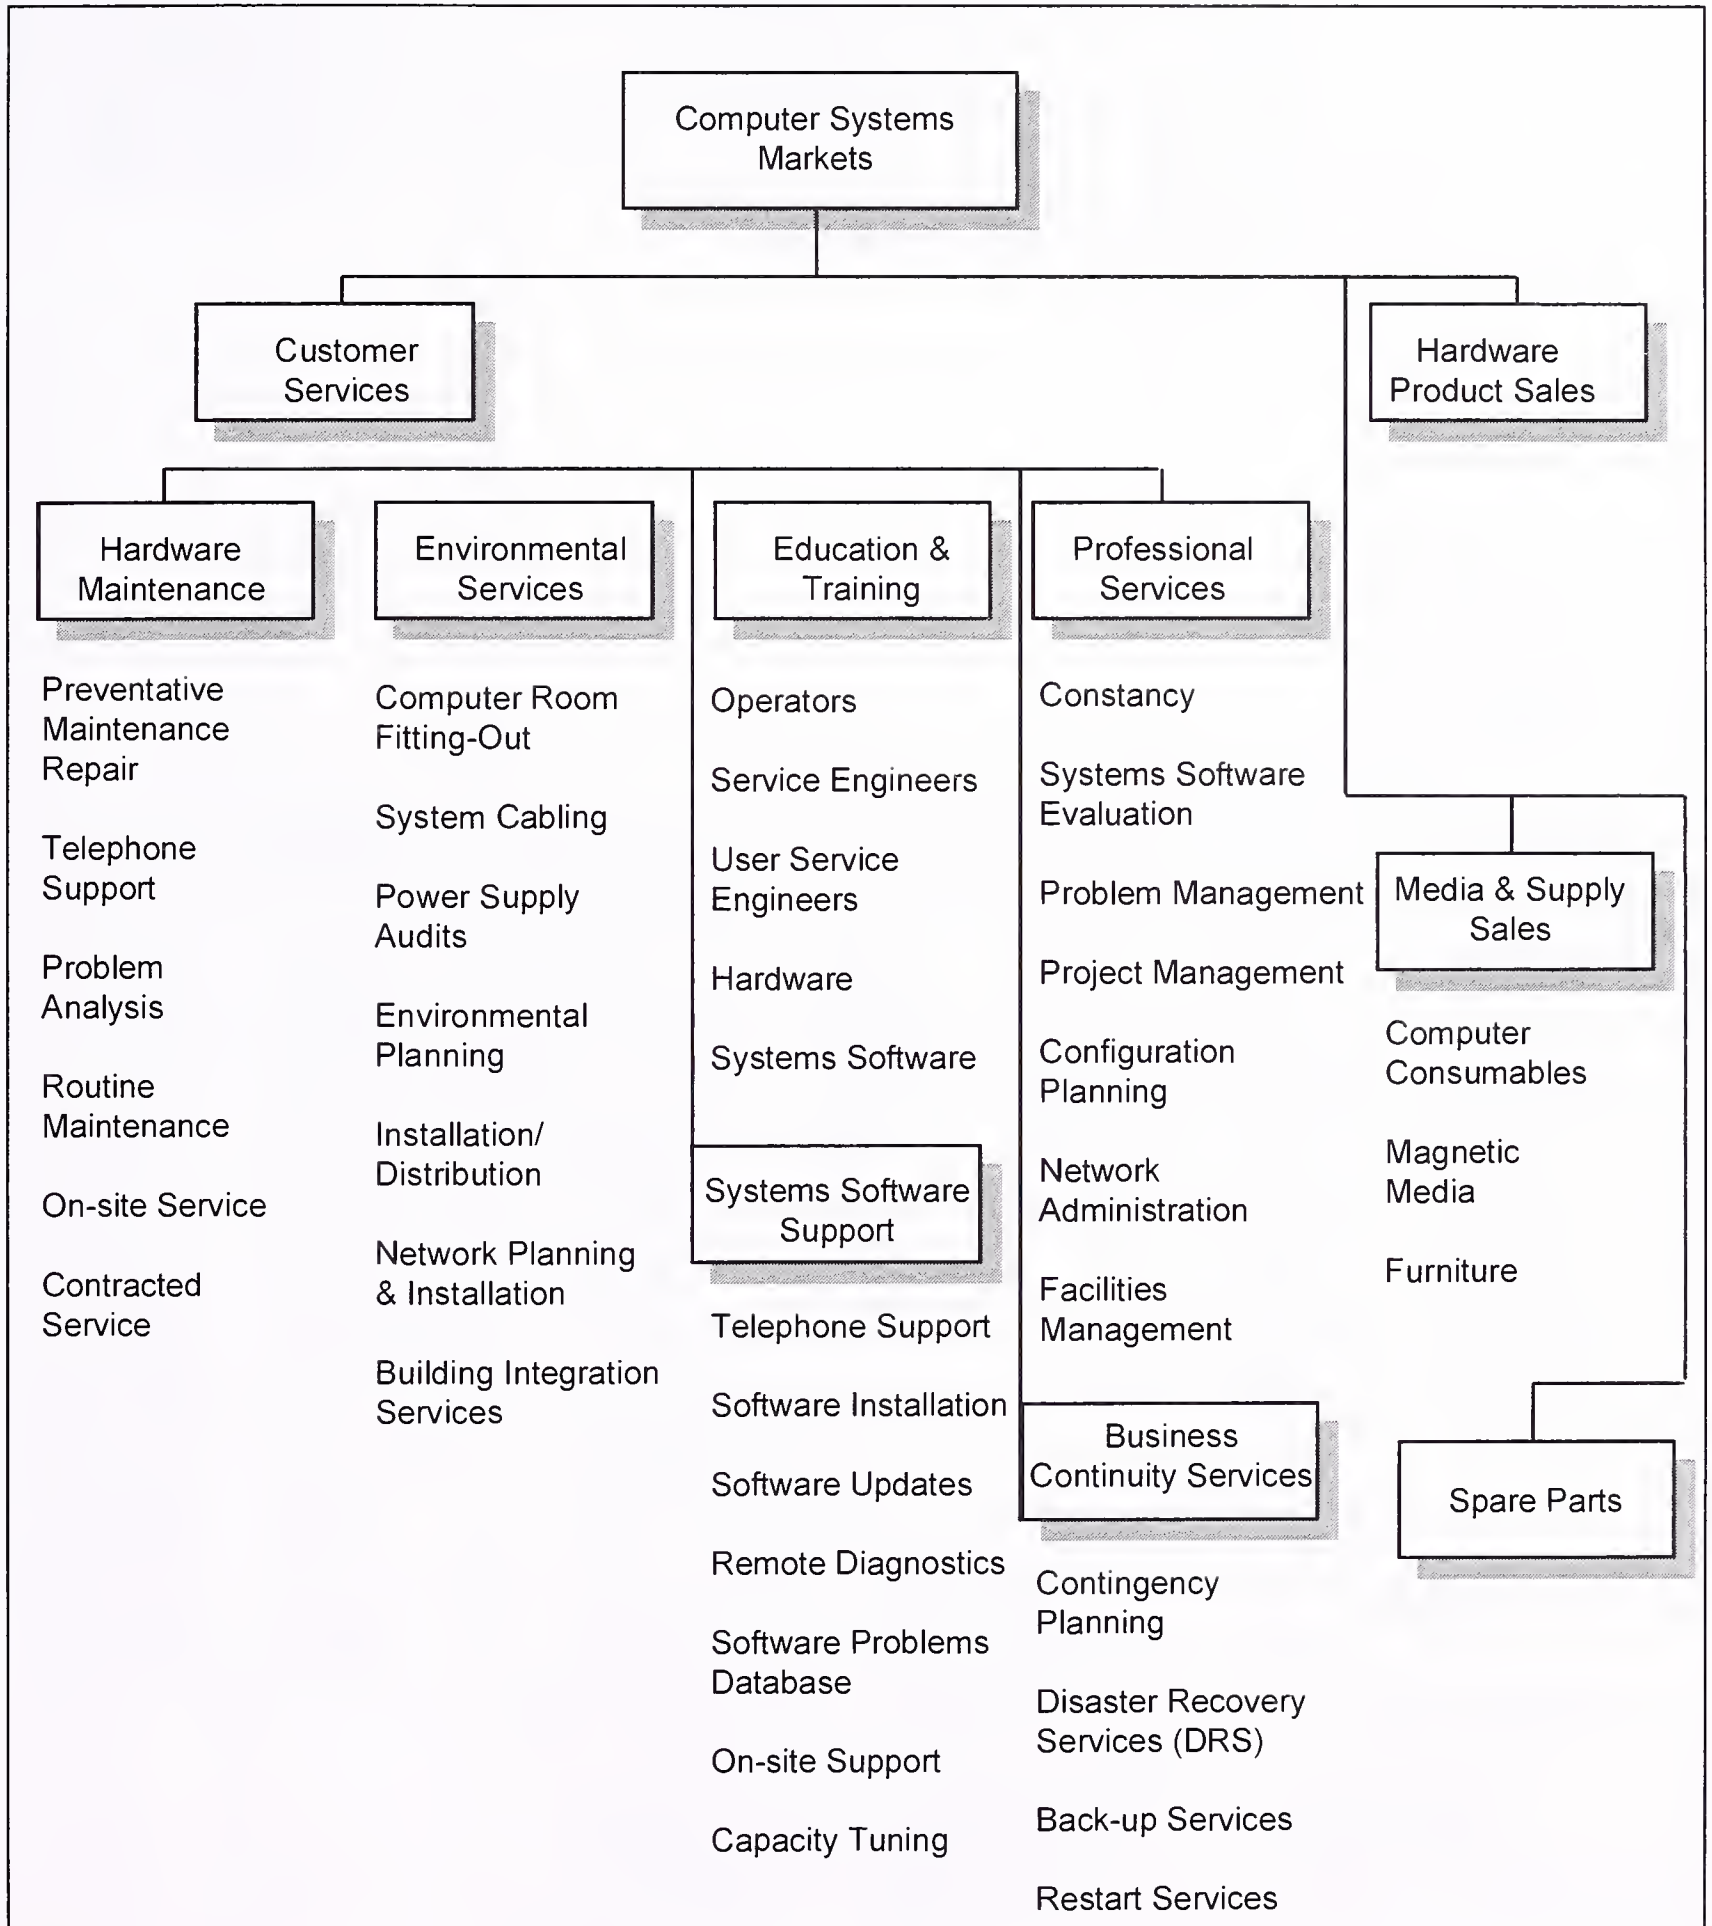 Computer Systems
Markets
Customer
Services
Hardware
Product Sales
Hardware
Maintenance
Environmental
Services
Education &
Training
Professional
Services
Preventative
Maintenance
Repair
Telephone
Support
Problem
Analysis
Routine
Maintenance
On-site Service
Contracted
Service
Computer Room
Fitting-Out
System Cabling
Power Supply
Audits
Environmental
Planning
Installation/
Distribution
Network Planning
& Installation
Building Integration
Services
Operators
Service Engineers
User Service
Engineers
Hardware
Systems Software
Systems Software
Support
Telephone Support
Software Installation
Software Updates
Remote Diagnostics
Software Problems
Database
On-site Support
Capacity Tuning
Constancy
Systems Software
Evaluation
Problem Management
Project Management
Configuration
Planning
Network
Administration
Facilities
Management
Business
Continuity Services
Contingency
Planning
Disaster Recovery
Services (DRS)
Back-up Services
Restart Services
Media & Supply
Sales
Computer
Consumables
Magnetic
Media
Furniture
Spare Parts